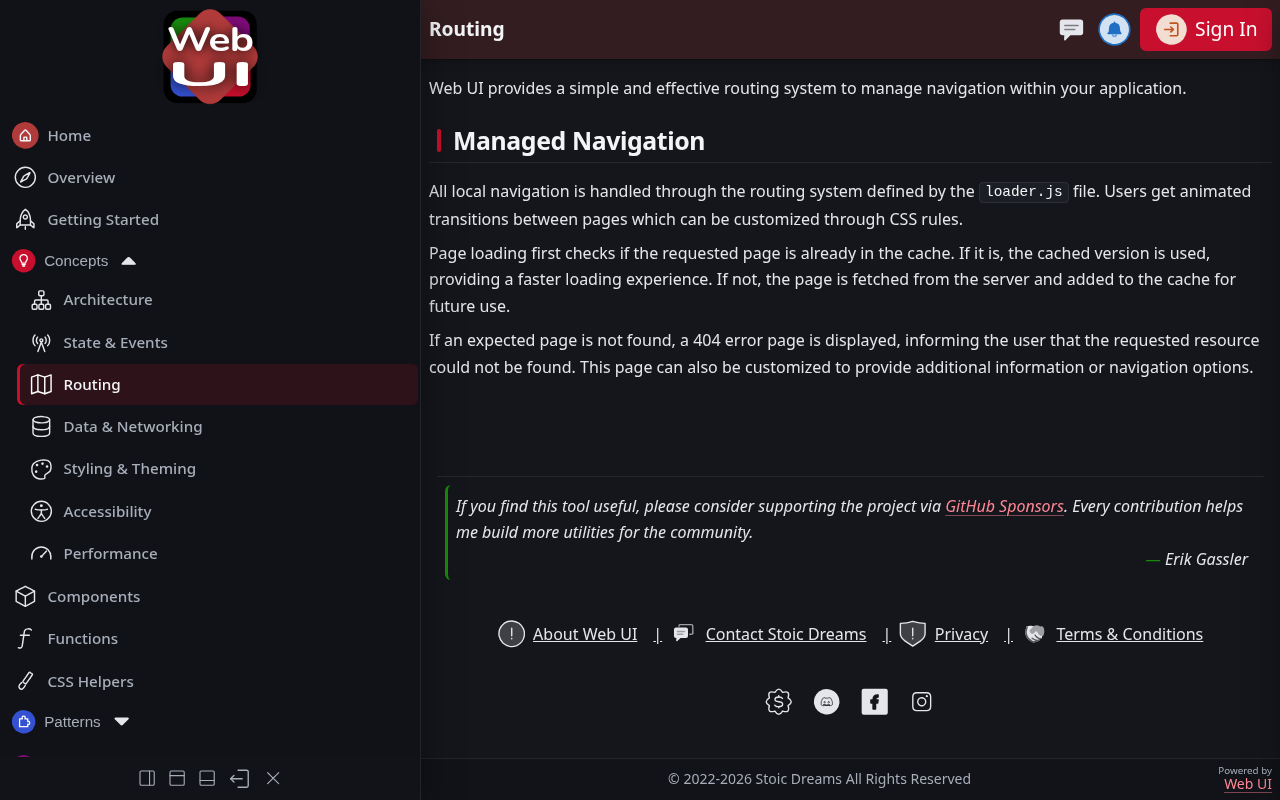 Web
UI
Home
Overview
Getting Started
Concepts
Architecture
State & Events
Routing
Data & Networking
Styling & Theming
Accessibility
Performance
Components
Functions
CSS Helpers
Patterns
Routing
Sign In
Web UI provides a simple and effective routing system to manage navigation within your application.
Managed Navigation
All local navigation is handled through the routing system defined by the loader.js file. Users get animated
transitions between pages which can be customized through CSS rules.
Page loading first checks if the requested page is already in the cache. If it is, the cached version is used,
providing a faster loading experience. If not, the page is fetched from the server and added to the cache for
future use.
If an expected page is not found, a 404 error page is displayed, informing the user that the requested resource
could not be found. This page can also be customized to provide additional information or navigation options.
If you find this tool useful, please consider supporting the project via GitHub Sponsors. Every contribution helps
me build more utilities for the community.
— Erik Gassler
About Web UI | Contact Stoic Dreams | Privacy | Terms & Conditions
© 2022-2026 Stoic Dreams All Rights Reserved
Powered by
Web UI